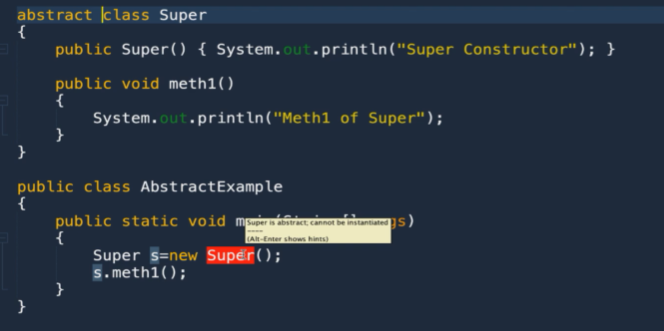 abstract class Super
{
public Super() { System.out.println("Super Constructor"); }
public void meth1()
{
System.out.println("Meth1 of Super");
}
}
public class AbstractExample
{
public static void gs)
Super is abstract; cannot be instantiated
----
(Alt-Enter shows hints)
{
Super s=new Super();
s.meth1();
}
}